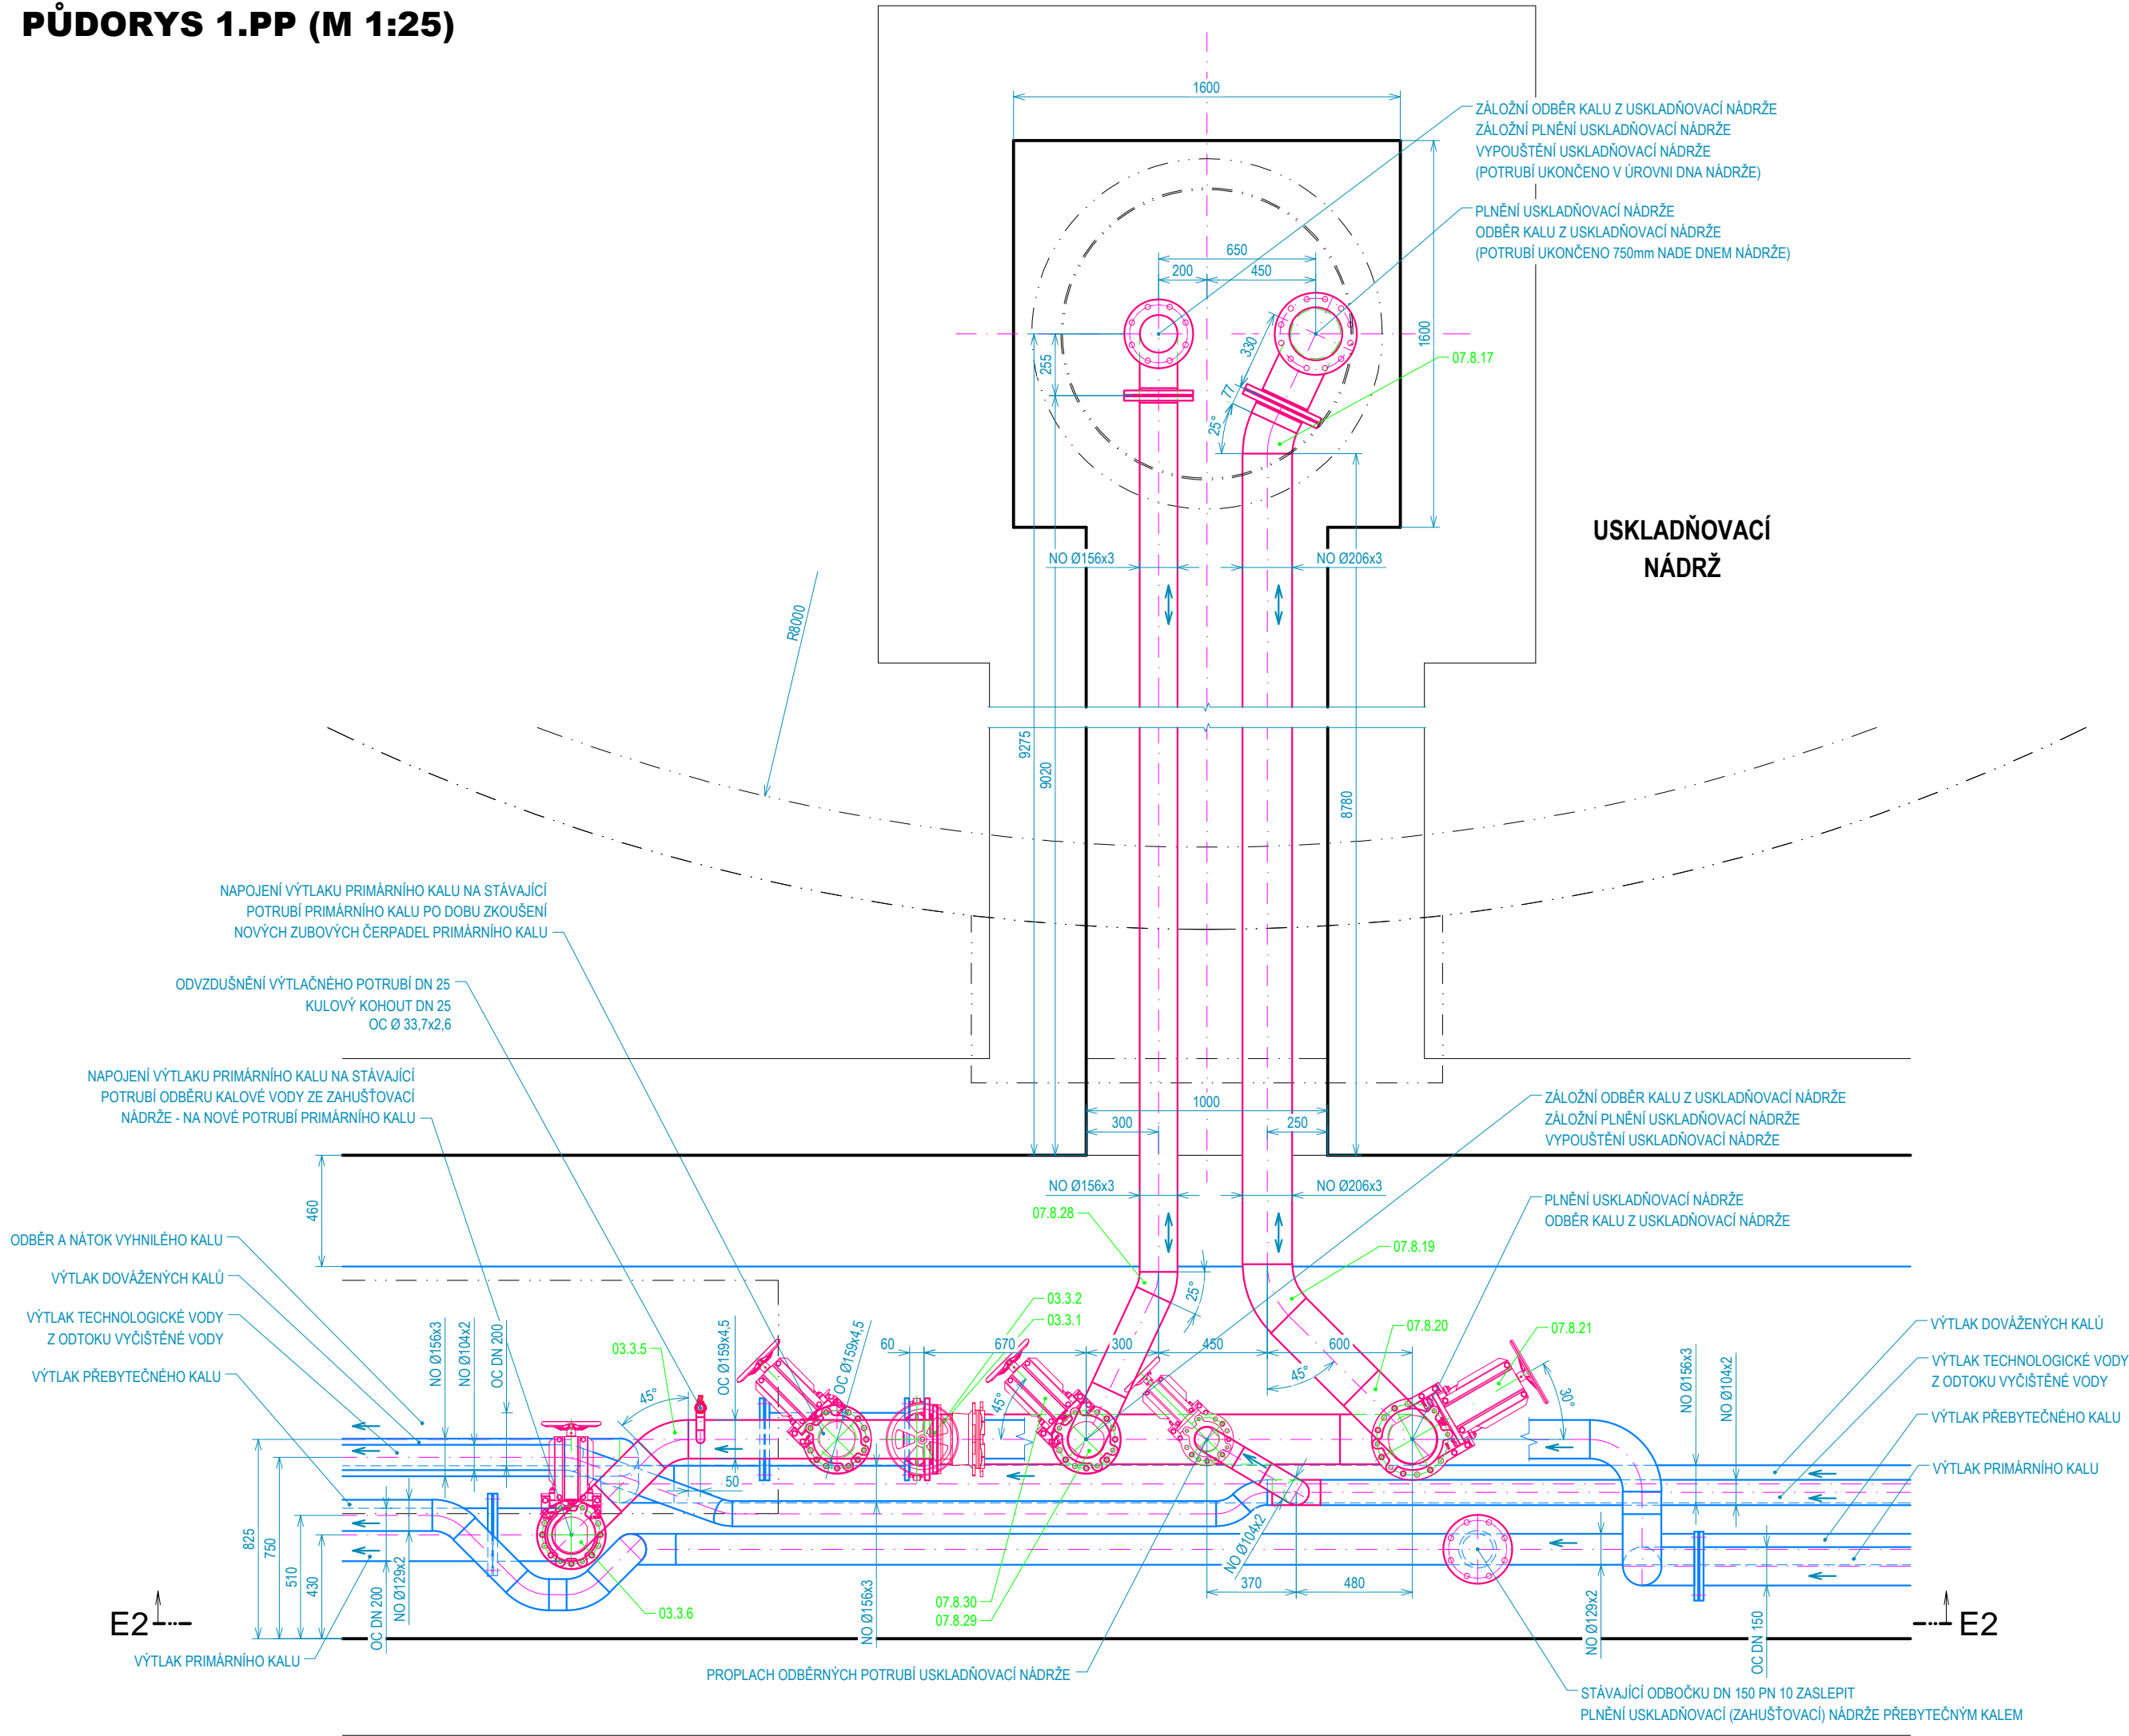 PŮDORYS 1.PP (M 1:25)
1600
ZÁLOŽNÍ ODBĚR KALU Z USKLADŇOVACÍ NÁDRŽE
ZÁLOŽNÍ PLNĚNÍ USKLADŇOVACÍ NÁDRŽE
VYPOUŠTĚNÍ USKLADŇOVACÍ NÁDRŽE
(POTRUBÍ UKONČENO V ÚROVNI DNA NÁDRŽE)
PLNĚNÍ USKLADŇOVACÍ NÁDRŽE
ODBĚR KALU Z USKLADŇOVACÍ NÁDRŽE
(POTRUBÍ UKONČENO 750mm NADE DNEM NÁDRŽE)
650
200
450
1600
330
255
07.8.17
77
25°
USKLADŇOVACÍ
NÁDRŽ
NO Ø156x3
NO Ø206x3
R8000
9275
9020
8780
NAPOJENÍ VÝTLAKU PRIMÁRNÍHO KALU NA STÁVAJÍCÍ
POTRUBÍ PRIMÁRNÍHO KALU PO DOBU ZKOUŠENÍ
NOVÝCH ZUBOVÝCH ČERPADEL PRIMÁRNÍHO KALU
ODVZDUŠNĚNÍ VÝTLAČNÉHO POTRUBÍ DN 25
KULOVÝ KOHOUT DN 25
OC Ø 33,7x2,6
NAPOJENÍ VÝTLAKU PRIMÁRNÍHO KALU NA STÁVAJÍCÍ
POTRUBÍ ODBĚRU KALOVÉ VODY ZE ZAHUŠŤOVACÍ
NÁDRŽE - NA NOVÉ POTRUBÍ PRIMÁRNÍHO KALU
1000
300
250
ZÁLOŽNÍ ODBĚR KALU Z USKLADŇOVACÍ NÁDRŽE
ZÁLOŽNÍ PLNĚNÍ USKLADŇOVACÍ NÁDRŽE
VYPOUŠTĚNÍ USKLADŇOVACÍ NÁDRŽE
460
NO Ø156x3
NO Ø206x3
PLNĚNÍ USKLADŇOVACÍ NÁDRŽE
ODBĚR KALU Z USKLADŇOVACÍ NÁDRŽE
07.8.28
07.8.19
ODBĚR A NÁTOK VYHNILÉHO KALU
VÝTLAK DOVÁŽENÝCH KALŮ
VÝTLAK TECHNOLOGICKÉ VODY
Z ODTOKU VYČIŠTĚNÉ VODY
VÝTLAK PŘEBYTEČNÉHO KALU
NO Ø156x3
NO Ø104x2
OC DN 200
03.3.5
45°
OC Ø159x4,5
OC Ø159x4,5
03.3.2
03.3.1
25°
60
670
300
450
600
45°
45°
07.8.20
07.8.21
30°
NO Ø156x3
NO Ø104x2
VÝTLAK DOVÁŽENÝCH KALŮ
VÝTLAK TECHNOLOGICKÉ VODY
Z ODTOKU VYČIŠTĚNÉ VODY
VÝTLAK PŘEBYTEČNÉHO KALU
VÝTLAK PRIMÁRNÍHO KALU
50
825
750
510
430
OC DN 200
NO Ø129x2
03.3.6
NO Ø156x3
07.8.30
07.8.29
NO Ø104x2
370
480
NO Ø129x2
OC DN 150
E2
E2
VÝTLAK PRIMÁRNÍHO KALU
PROPLACH ODBĚRNÝCH POTRUBÍ USKLADŇOVACÍ NÁDRŽE
STÁVAJÍCÍ ODBOČKU DN 150 PN 10 ZASLEPIT
PLNĚNÍ USKLADŇOVACÍ (ZAHUŠŤOVACÍ) NÁDRŽE PŘEBYTEČNÝM KALEM